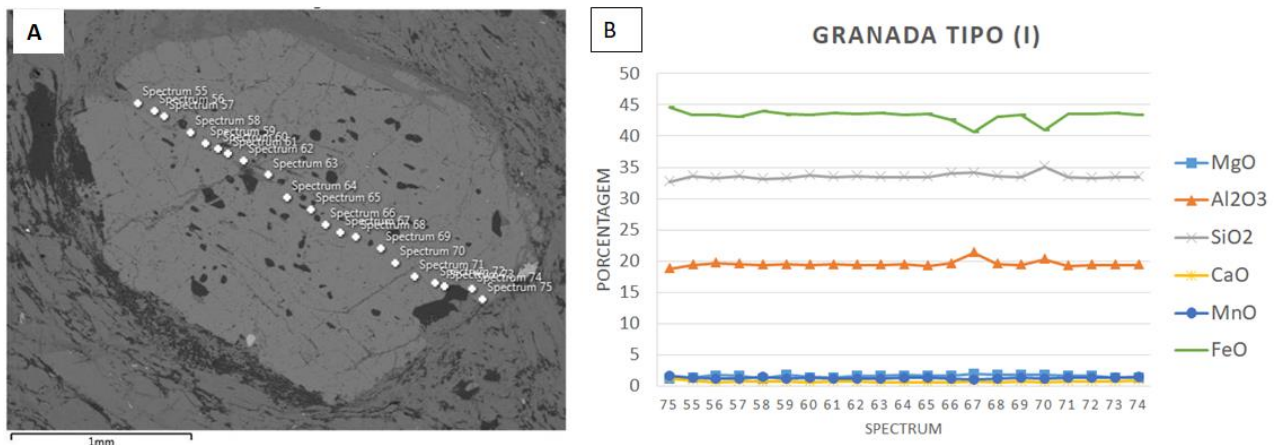 A
Spectrum 55
Spectrum 56
Spectrum 57
Spectrum 58
Spectrum 59
Spectrum 60
Spectrum 61
Spectrum 62
Spectrum 63
Spectrum 64
Spectrum 65
Spectrum 66
Spectrum 67
Spectrum 68
Spectrum 69
Spectrum 70
Spectrum 71
Spectrum 72
Spectrum 73
Spectrum 74
Spectrum 75
1mm
B
GRANADA TIPO (I)
PORCENTAGEM
50
45
40
35
30
25
20
15
10
5
0
75 55 56 57 58 59 60 61 62 63 64 65 66 67 68 69 70 71 72 73 74
SPECTRUM
MgO
Al2O3
SiO2
CaO
MnO
FeO